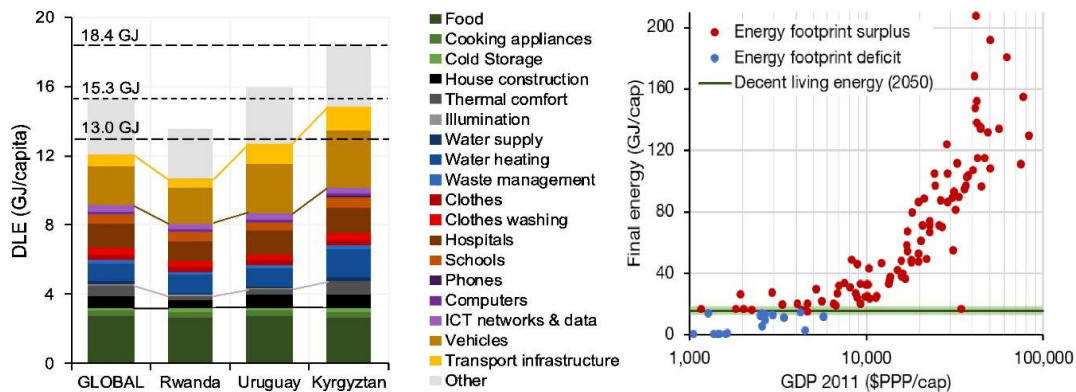 DLE (GJ/capita)
20
16
12
8
4
0
18.4 GJ
15.3 GJ
13.0 GJ
GLOBAL Rwanda Uruguay Kyrgyztan
Food
Cooking appliances
Cold Storage
House construction
Thermal comfort
Illumination
Water supply
Water heating
Waste management
Clothes
Clothes washing
Hospitals
Schools
Phones
Computers
ICT networks & data
Vehicles
Transport infrastructure
Other
Final energy (GJ/cap)
200
160
120
80
40
0
Energy footprint surplus
Energy footprint deficit
Decent living energy (2050)
1,000 10,000 100,000
GDP 2011 ($PPP/cap)